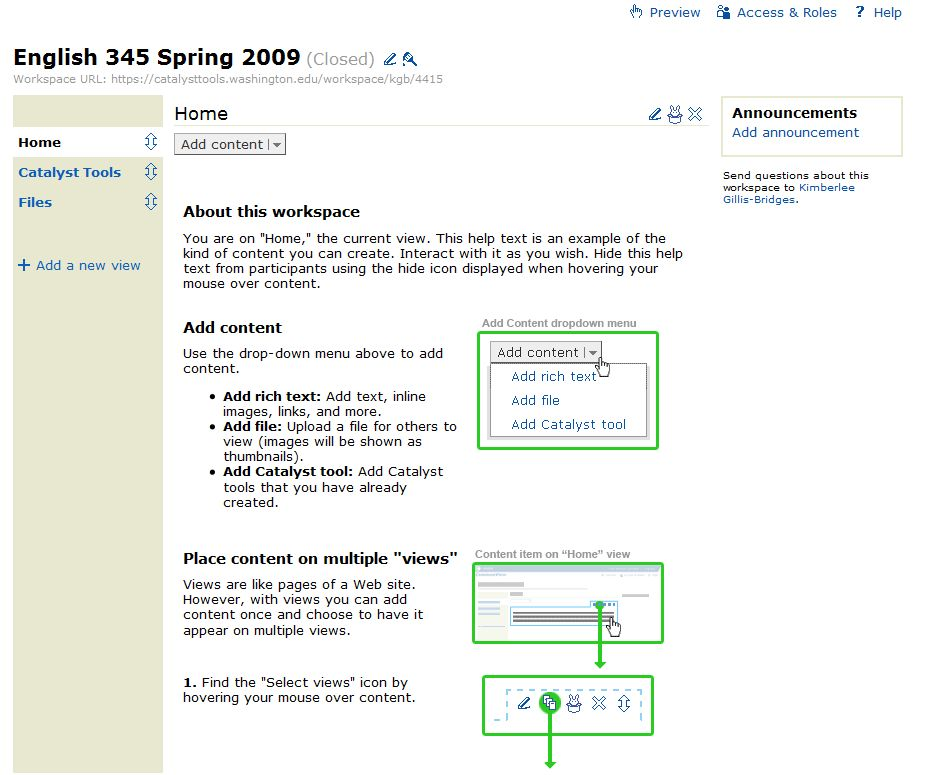 Preview Access & Roles ? Help
English 345 Spring 2009 (Closed)
Workspace URL: https://catalysttools.washington.edu/workspace/kgb/4415
Home
Catalyst Tools
Files
+ Add a new view
Home
Add content
About this workspace
You are on "Home," the current view. This help text is an example of the
kind of content you can create. Interact with it as you wish. Hide this help
text from participants using the hide icon displayed when hovering your
mouse over content.
Add content
Use the drop-down menu above to add
content.
• Add rich text: Add text, inline
images, links, and more.
• Add file: Upload a file for others to
view (images will be shown as
thumbnails).
• Add Catalyst tool: Add Catalyst
tools that you have already
created.
Add Content dropdown menu
Add content
Add rich text
Add file
Add Catalyst tool
Place content on multiple "views"
Views are like pages of a Web site.
However, with views you can add
content once and choose to have it
appear on multiple views.
1. Find the "Select views" icon by
hovering your mouse over content.
Content item on “Home” view
Announcements
Add announcement
Send questions about this
workspace to Kimberlee
Gillis-Bridges.